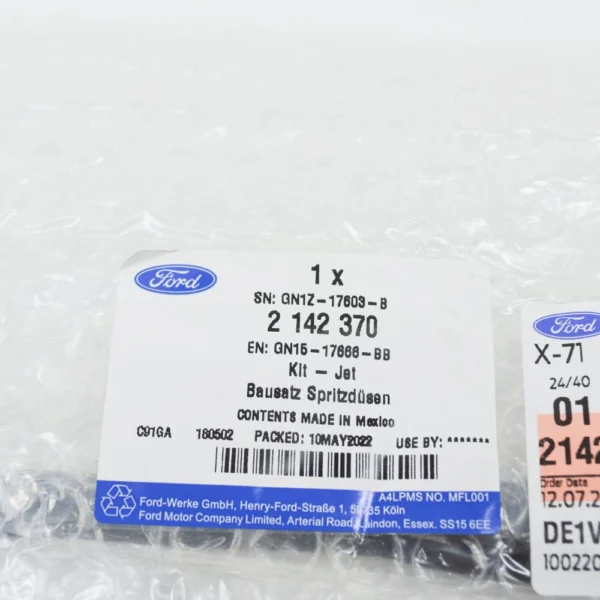 Ford
1 x
SN: GN1Z-17603-B
2 142 370
EN: GN15-17666-BB
Kit - Jet
Bausatz Spritzdüsen
CONTENTS MADE IN Mexico
C91GA 180502 PACKED: 10MAY2022 USE BY: *******
A4LPMS NO. MFL001
Ford-Werke GmbH, Henry-Ford-Straße 1, 50735 Köln
Ford Motor Company Limited, Arterial Road, Laindon, Essex. SS15 6EE
Ford
X-71
24/40
01
2142
Order Date
12.07.2
DE1V
100220